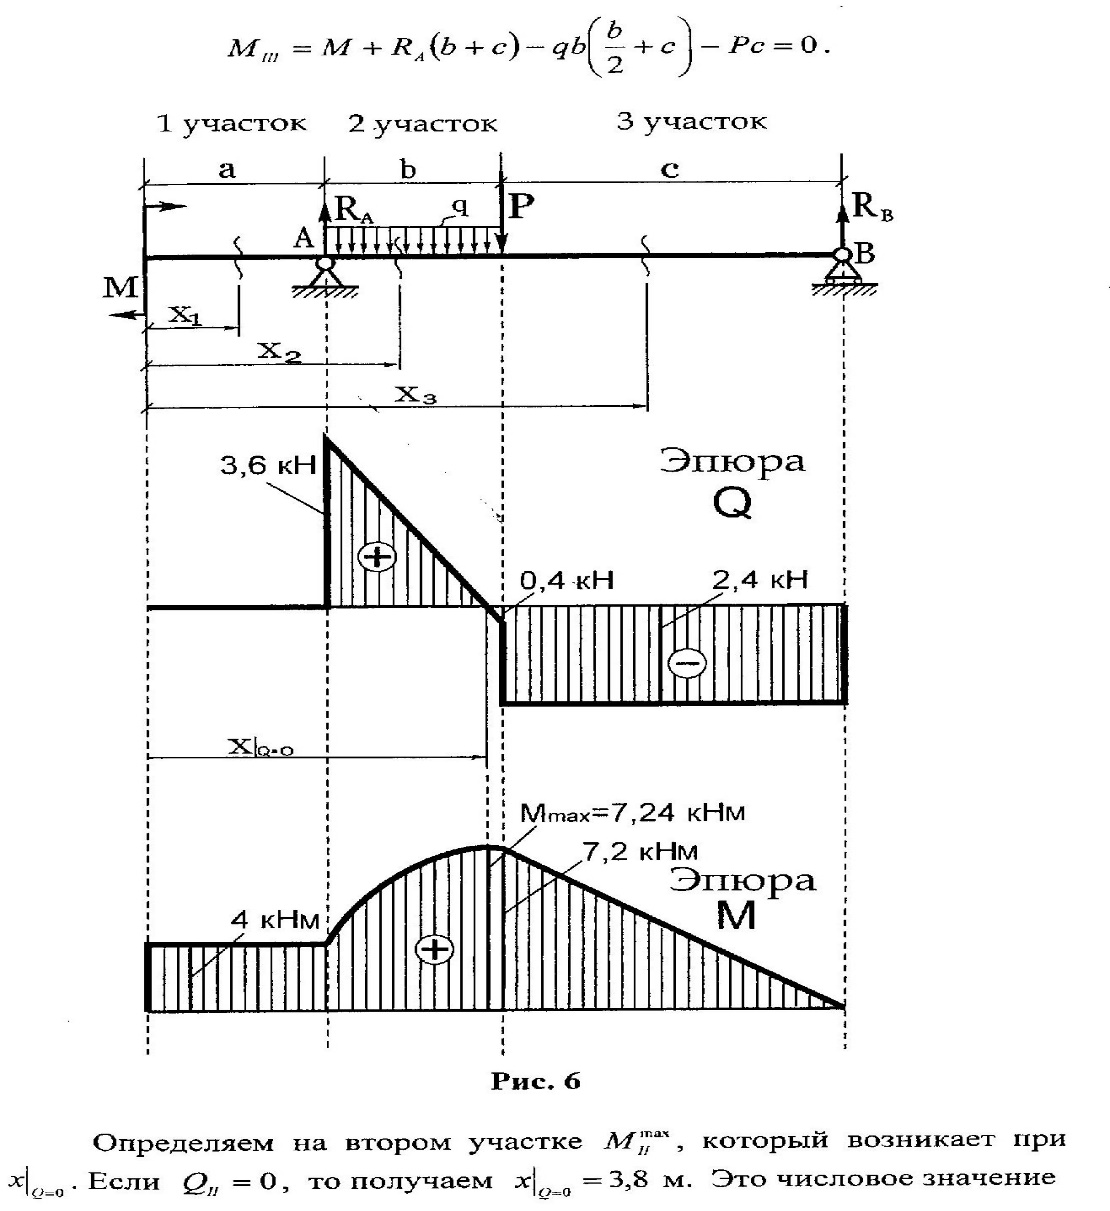 M_III = M + R_A(b + c) − qb(b/2 + c) − Pc = 0.
1 участок 2 участок 3 участок
a b c
R_A q P R_B
A B
M
X1
X2
X3
3,6 кН Эпюра
Q
+
0,4 кН 2,4 кН
−
X|Q=0
Mmax=7,24 кНм
7,2 кНм
Эпюра
M
4 кНм
+
Рис. 6
Определяем на втором участке M_II^max, который возникает при
x|Q=0. Если Q_II = 0, то получаем x|Q=0 = 3,8 м. Это числовое значение